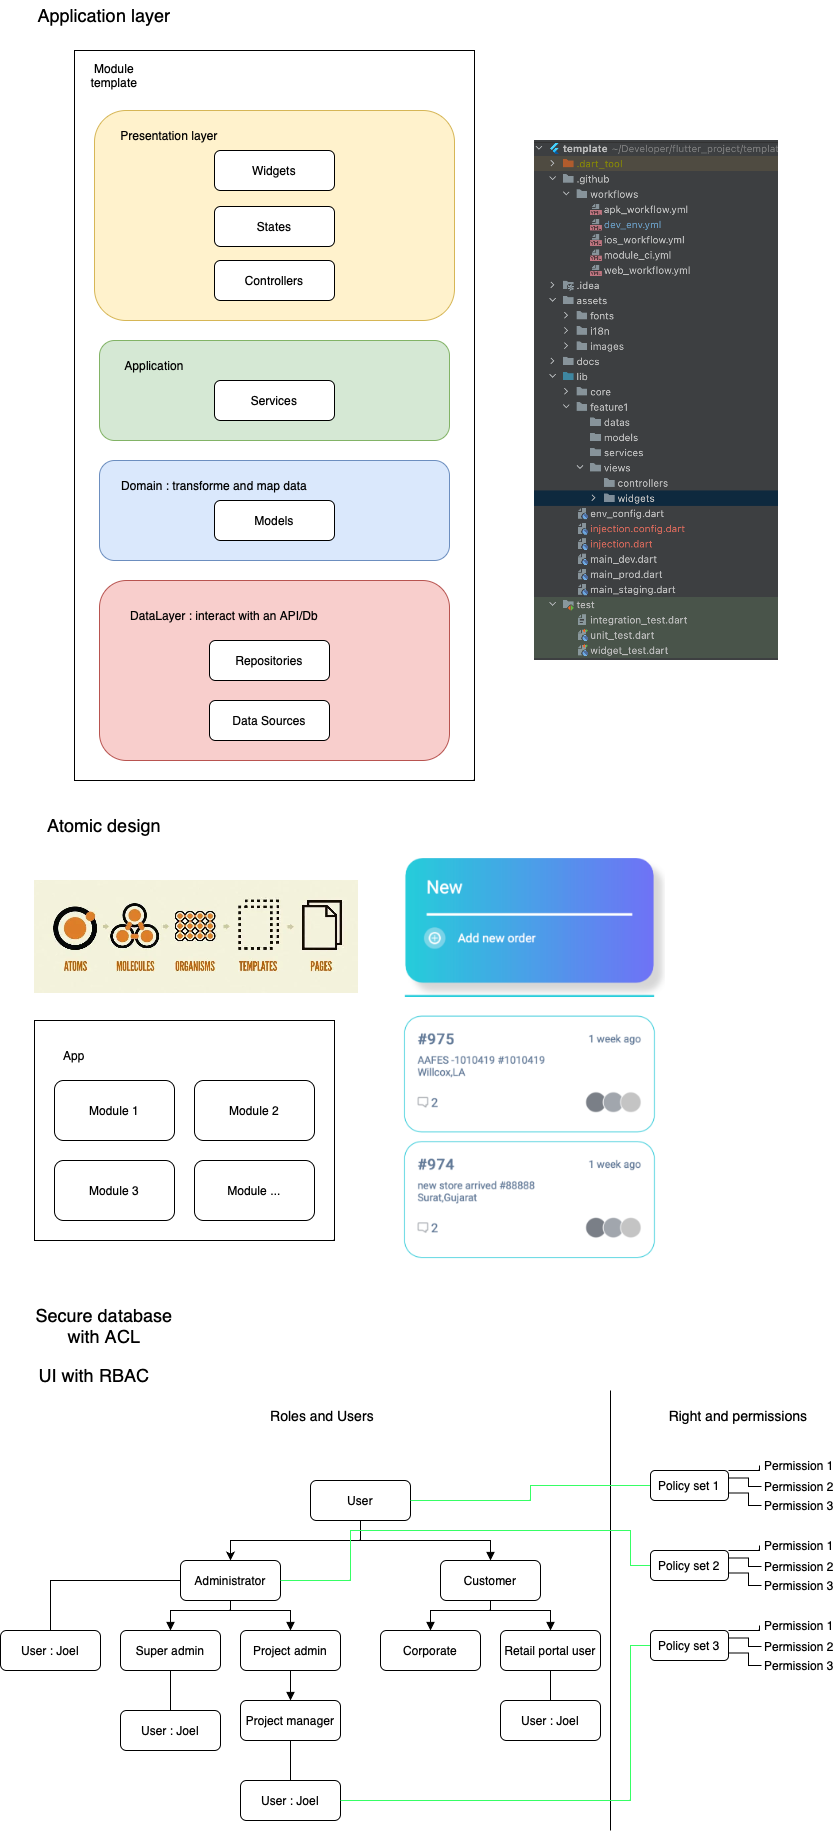 Application layer
Module
template
Presentation layer
Widgets
States
Controllers
Application
Services
Domain : transforme and map data
Models
DataLayer : interact with an API/Db
Repositories
Data Sources
template ~/Developer/flutter_project/templat
.dart_tool
.github
workflows
apk_workflow.yml
dev_env.yml
ios_workflow.yml
module_ci.yml
web_workflow.yml
.idea
assets
fonts
i18n
images
docs
lib
core
feature1
datas
models
services
views
controllers
widgets
env_config.dart
injection.config.dart
injection.dart
main_dev.dart
main_prod.dart
main_staging.dart
test
integration_test.dart
unit_test.dart
widget_test.dart
Atomic design
ATOMS
MOLECULES
ORGANISMS
TEMPLATES
PAGES
App
Module 1
Module 2
Module 3
Module ...
New
Add new order
#975
1 week ago
AAFES -1010419 #1010419
Willcox,LA
2
#974
1 week ago
new store arrived #88888
Surat,Gujarat
2
Secure database
with ACL
UI with RBAC
Roles and Users
Right and permissions
User
Administrator
Customer
User : Joel
Super admin
Project admin
Corporate
Retail portal user
User : Joel
Project manager
User : Joel
User : Joel
Policy set 1
Permission 1
Permission 2
Permission 3
Policy set 2
Permission 1
Permission 2
Permission 3
Policy set 3
Permission 1
Permission 2
Permission 3